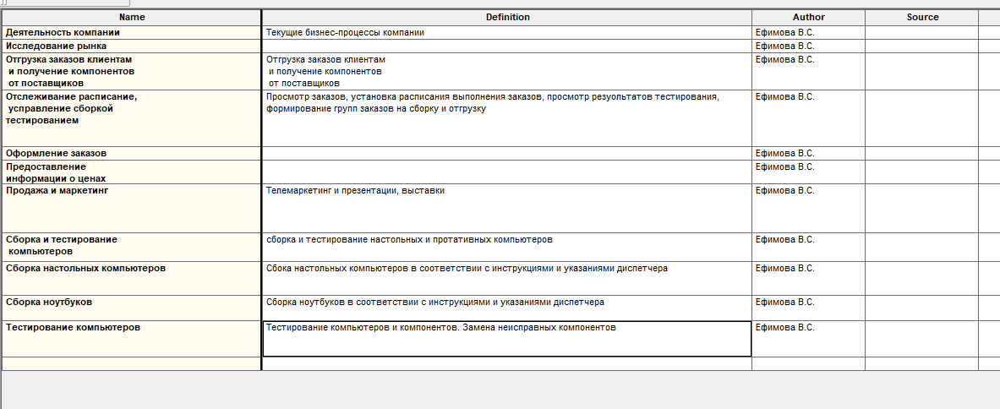 Name Definition Author Source
Деятельность компании Текущие бизнес-процессы компании Ефимова В.С.
Исследование рынка Ефимова В.С.
Отгрузка заказов клиентам Отгрузка заказов клиентам Ефимова В.С.
и получение компонентов и получение компонентов
от поставщиков от поставщиков
Отслеживание расписание, Просмотр заказов, установка расписания выполнения заказов, просмотр резуольтатов тестирования, Ефимова В.С.
усправление сборкой формирование групп заказов на сборку и отгрузку
тестированием
Оформление заказов Ефимова В.С.
Предоставление Ефимова В.С.
информации о ценах
Продажа и маркетинг Телемаркетинг и презентации, выставки Ефимова В.С.
Сборка и тестирование сборка и тестирование настольных и протативных компьютеров Ефимова В.С.
компьютеров
Сборка настольных компьютеров Сбока настольных компьютеров в соответствии с инструкциями и указаниями диспетчера Ефимова В.С.
Сборка ноутбуков Сборка ноутбуков в соответствии с инструкциями и указаниями диспетчера Ефимова В.С.
Тестирование компьютеров Тестирование компьютеров и компонентов. Замена неисправных компонентов Ефимова В.С.